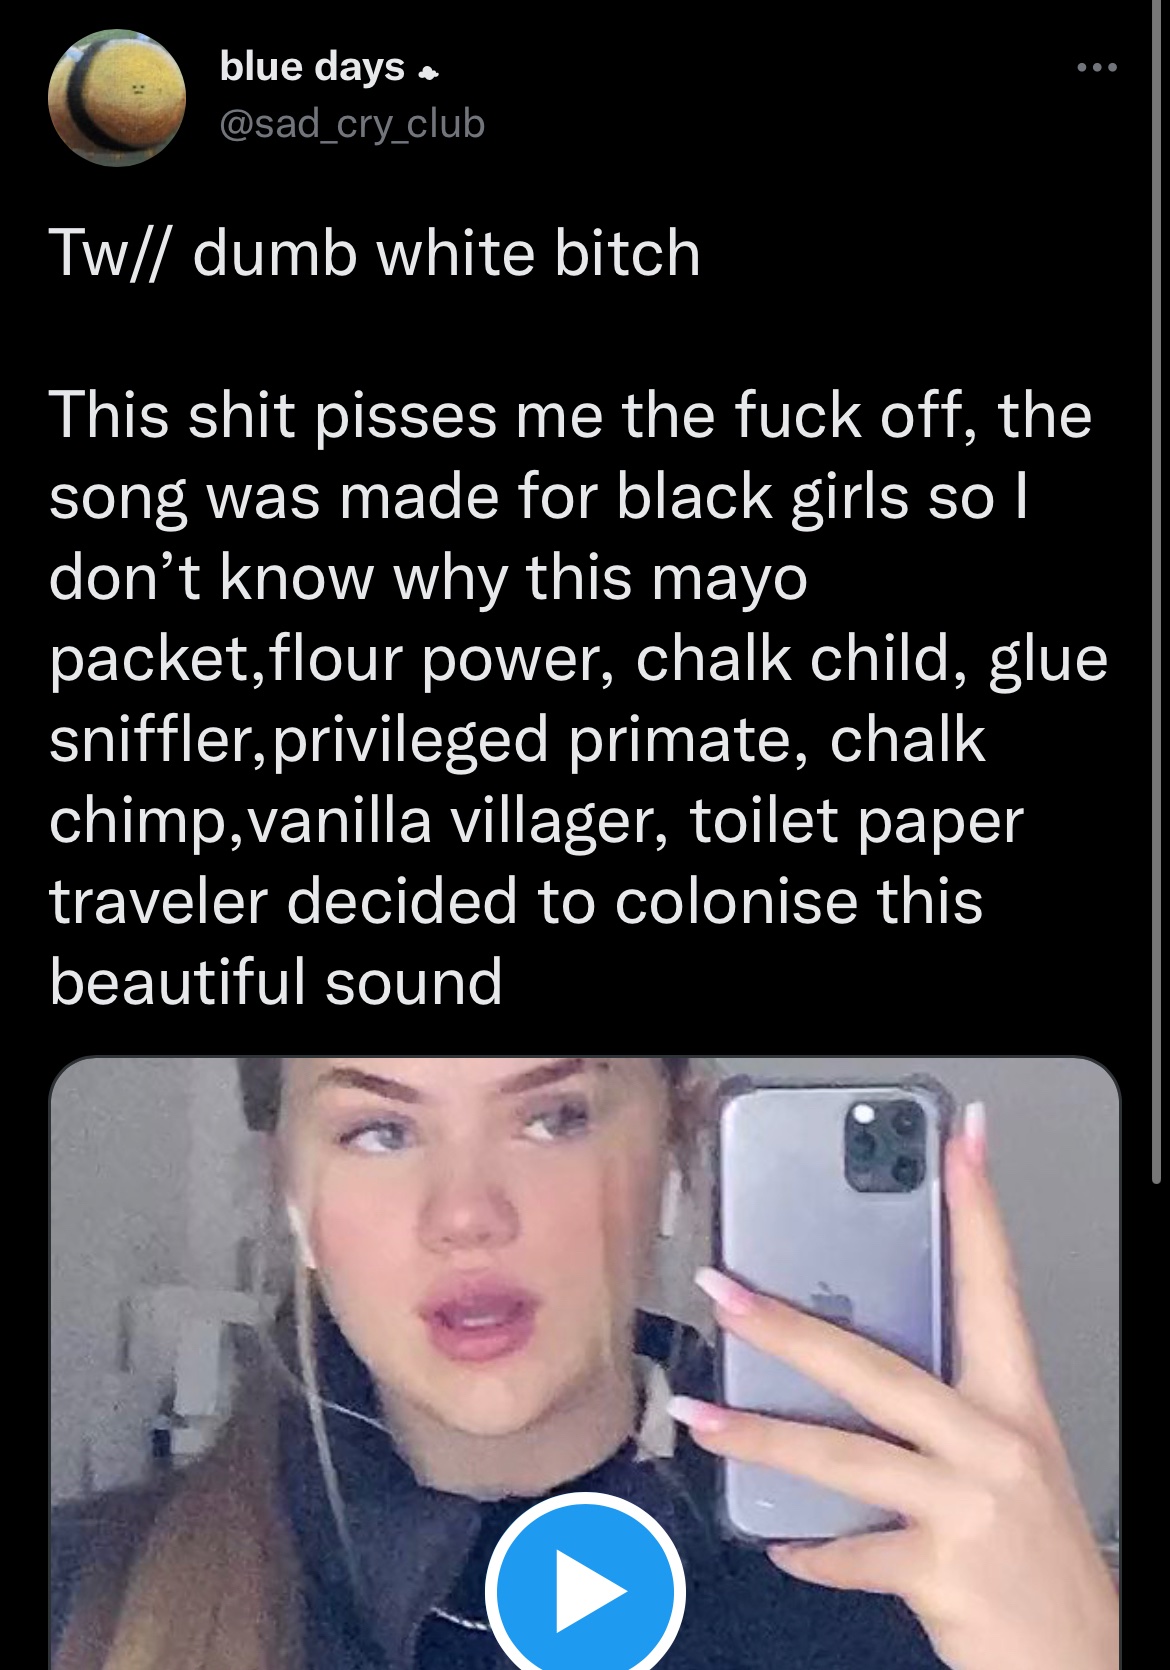 blue days
@sad_cry_club
Tw// dumb white bitch
This shit pisses me the fuck off, the
song was made for black girls so I
don’t know why this mayo
packet,flour power, chalk child, glue
sniffler,privileged primate, chalk
chimp,vanilla villager, toilet paper
traveler decided to colonise this
beautiful sound